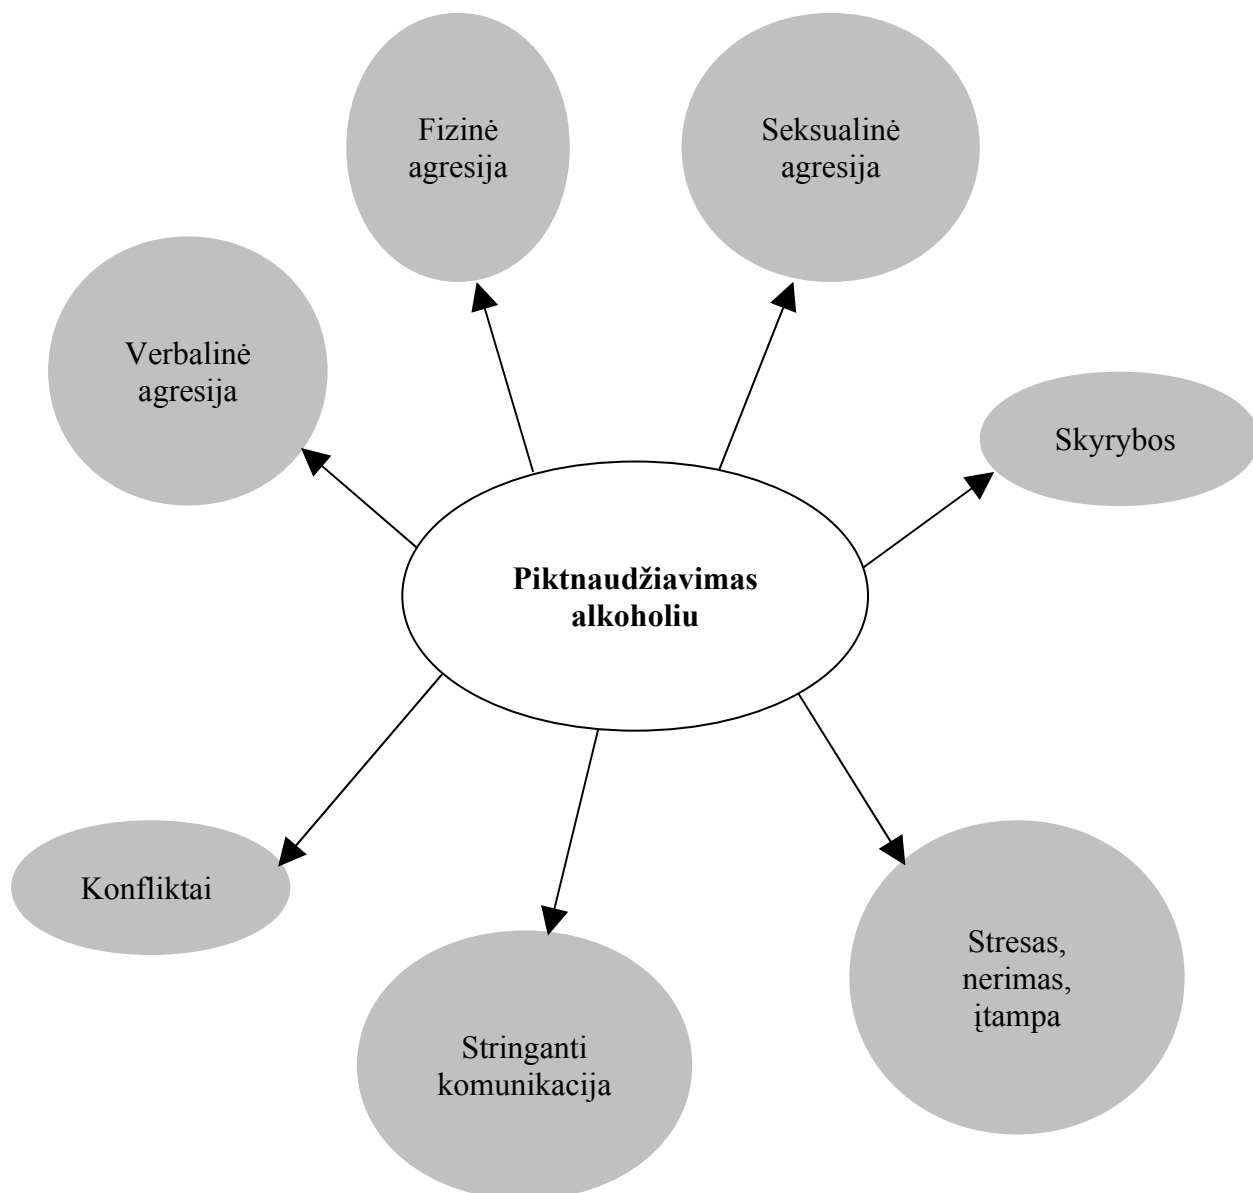 Fizinė
agresija
Seksualinė
agresija
Verbalinė
agresija
Skyrybos
Piktnaudžiavimas
alkoholiu
Konfliktai
Stresas,
nerimas,
įtampa
Stringanti
komunikacija